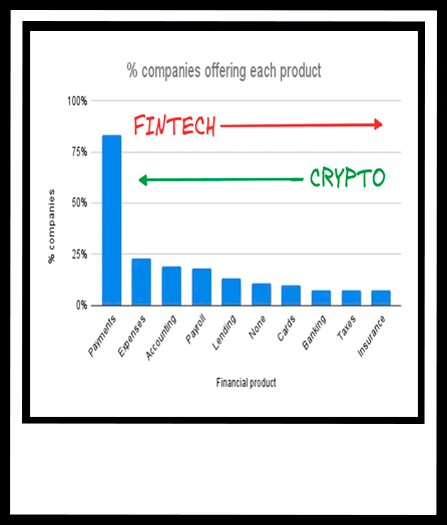 % companies offering each product
100%
FINTECH
75%
CRYPTO
50%
25%
0%
% companies
Payments
Expenses
Accounting
Payroll
Lending
None
Cards
Banking
Taxes
Insurance
Financial product